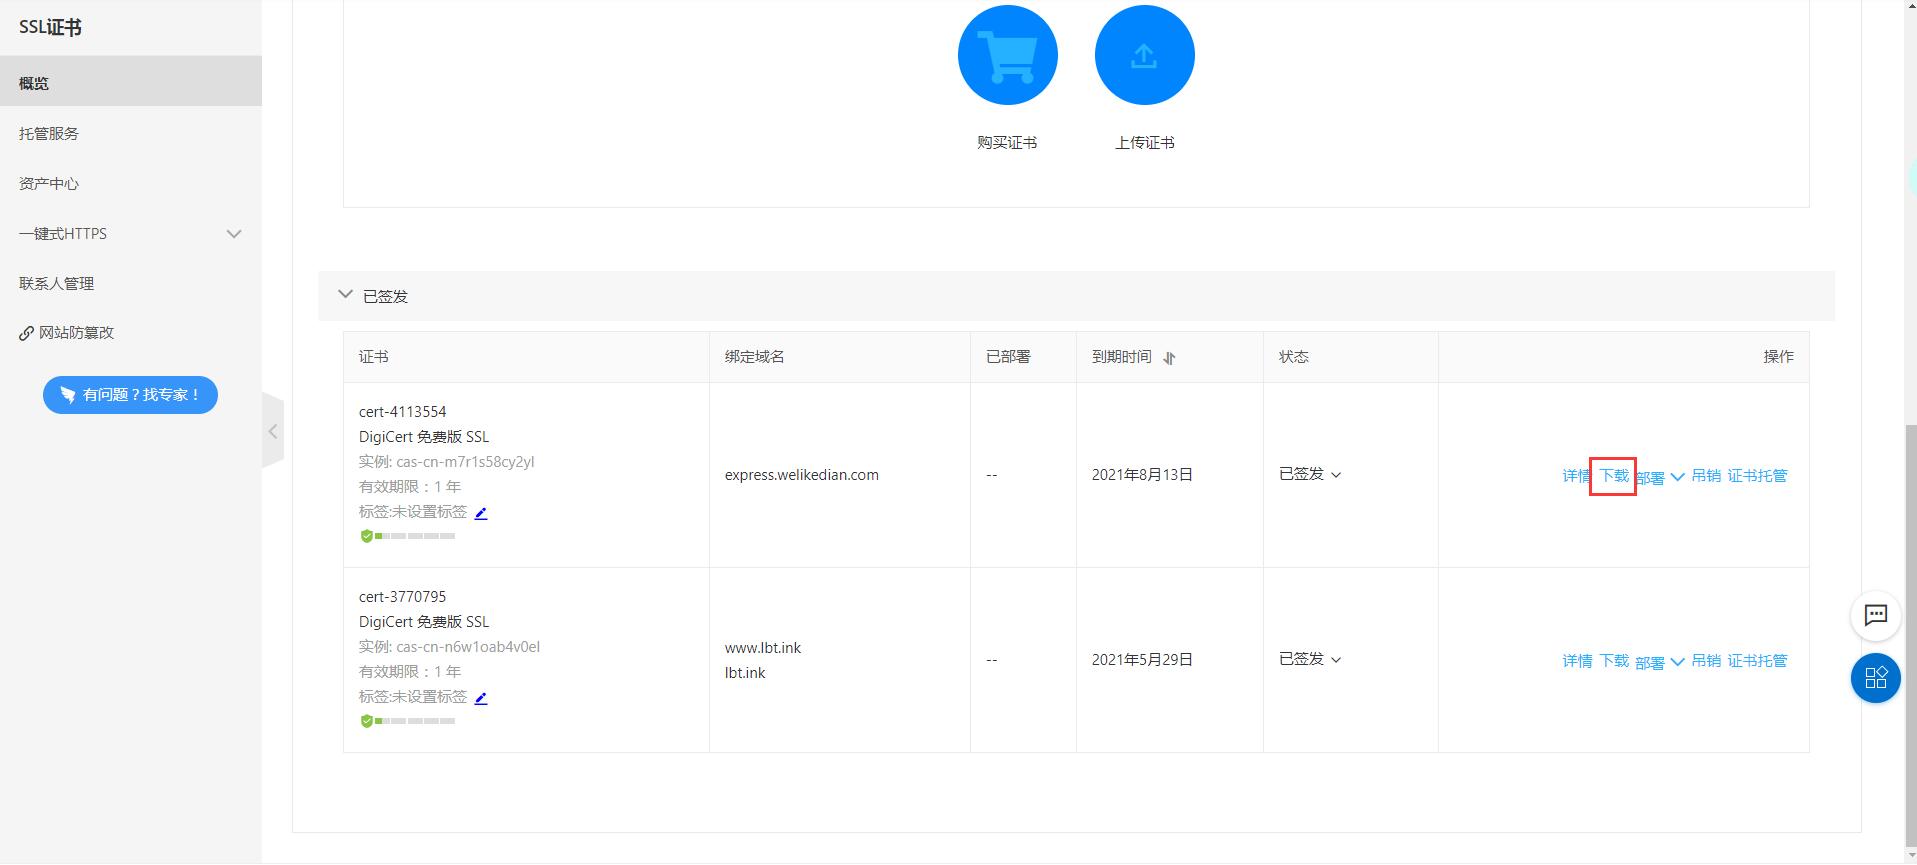 SSL证书
概览
托管服务
资产中心
一键式HTTPS
联系人管理
网站防篡改
有问题？找专家！
购买证书
上传证书
已签发
证书
绑定域名
已部署
到期时间
状态
操作
cert-4113554
DigiCert 免费版 SSL
实例: cas-cn-m7r1s58cy2yl
有效期限：1 年
标签:未设置标签
express.welikedian.com
--
2021年8月13日
已签发
详情 下载 部署 吊销 证书托管
cert-3770795
DigiCert 免费版 SSL
实例: cas-cn-n6w1oab4v0el
有效期限：1 年
标签:未设置标签
www.lbt.ink
lbt.ink
--
2021年5月29日
已签发
详情 下载 部署 吊销 证书托管